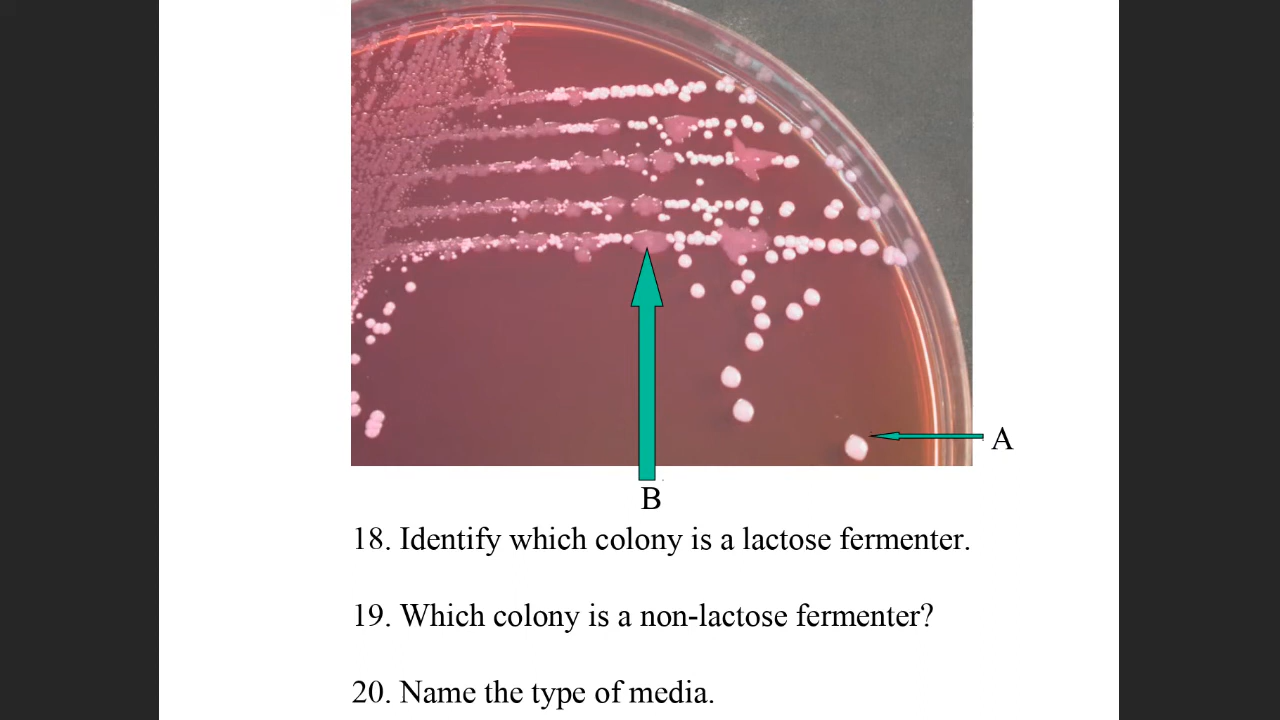 A
B
18. Identify which colony is a lactose fermenter.
19. Which colony is a non-lactose fermenter?
20. Name the type of media.